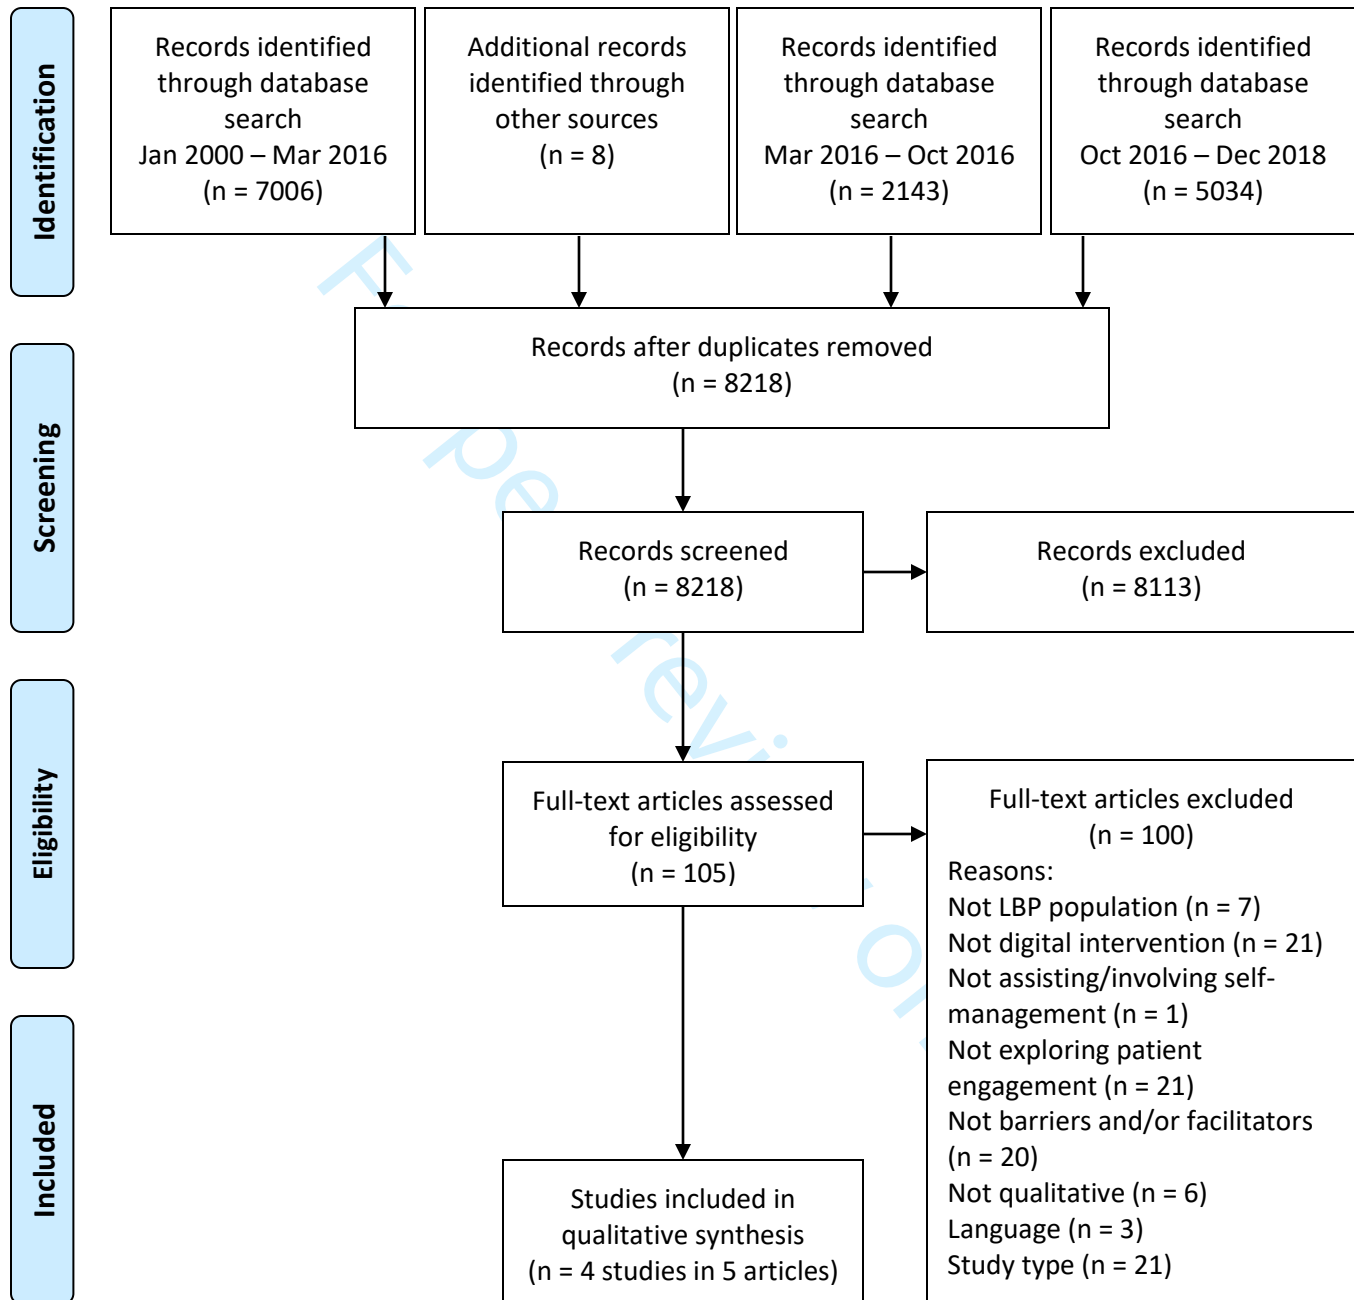 Identification
Records identified
through database
search
Jan 2000 – Mar 2016
(n = 7006)
Additional records
identified through
other sources
(n = 8)
Records identified
through database
search
Mar 2016 – Oct 2016
(n = 2143)
Records identified
through database
search
Oct 2016 – Dec 2018
(n = 5034)
Screening
Records after duplicates removed
(n = 8218)
Records screened
(n = 8218)
Records excluded
(n = 8113)
Eligibility
Full-text articles assessed
for eligibility
(n = 105)
Full-text articles excluded
(n = 100)
Reasons:
Not LBP population (n = 7)
Not digital intervention (n = 21)
Not assisting/involving self-
management (n = 1)
Not exploring patient
engagement (n = 21)
Not barriers and/or facilitators
(n = 20)
Not qualitative (n = 6)
Language (n = 3)
Study type (n = 21)
Included
Studies included in
qualitative synthesis
(n = 4 studies in 5 articles)